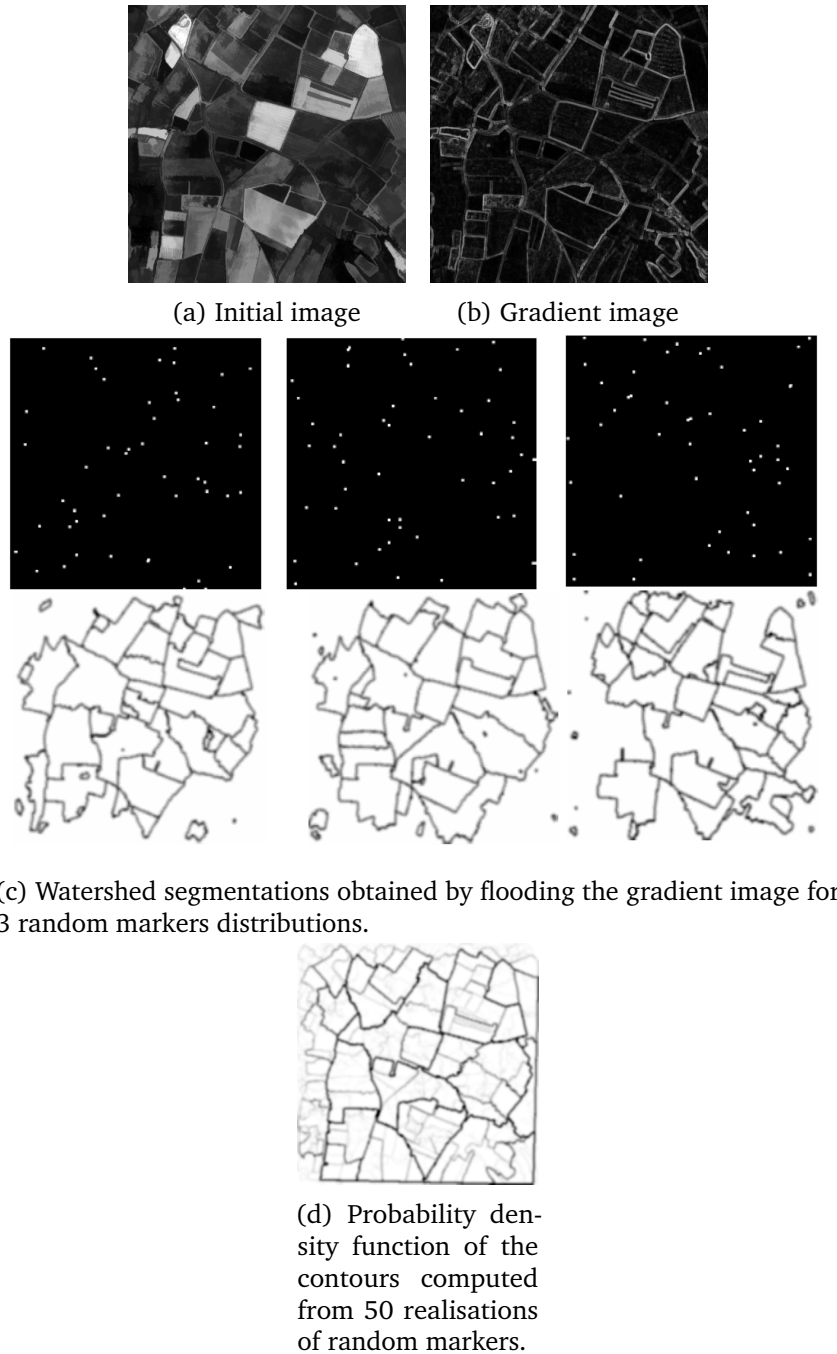 (a) Initial image
(b) Gradient image
(c) Watershed segmentations obtained by flooding the gradient image for
3 random markers distributions.
(d) Probability den-
sity function of the
contours computed
from 50 realisations
of random markers.